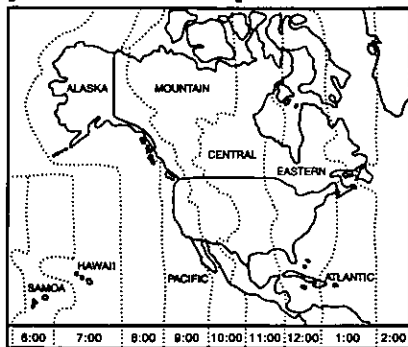 ALASKA MOUNTAIN
CENTRAL
EASTERN
HAWAII
SAMOA PACIFIC ATLANTIC
6:00 7:00 8:00 9:00 10:00 11:00 12:00 1:00 2:00